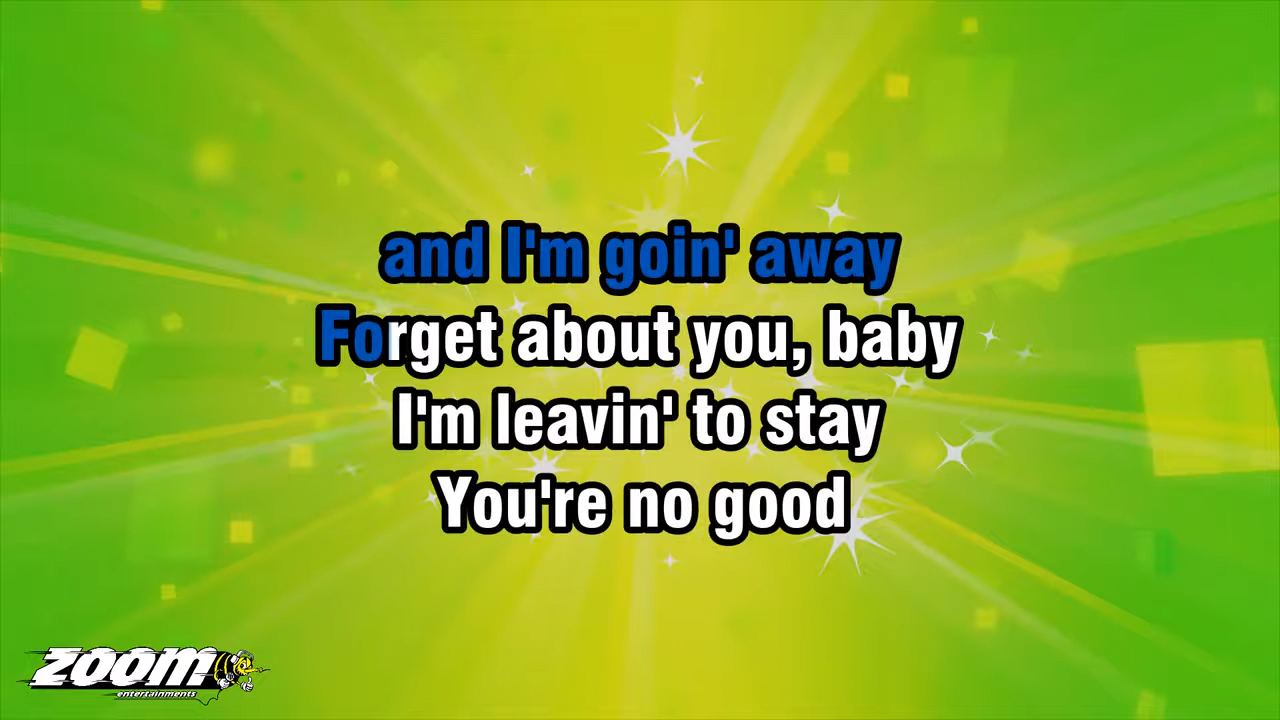 and I'm goin' away
Forget about you, baby
I'm leavin' to stay
You're no good
zoom
entertainments